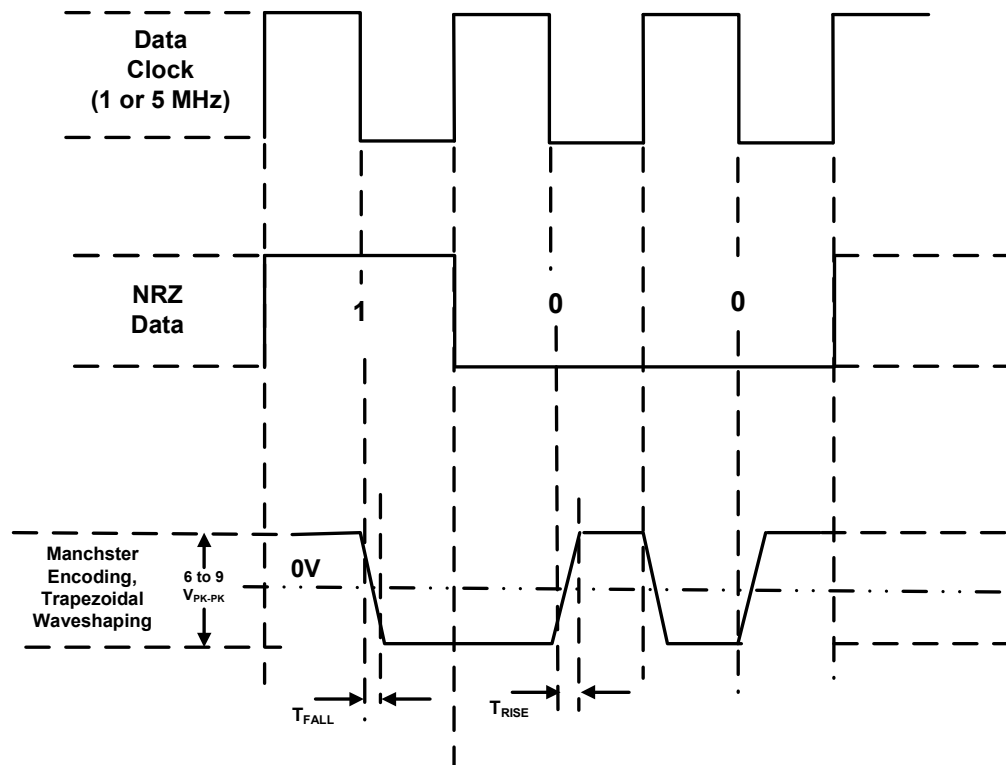 Data
Clock
(1 or 5 MHz)
NRZ
Data
1
0
0
Manchster
Encoding,
Trapezoidal
Waveshaping
6 to 9
VPK-PK
0V
TFALL
TRISE